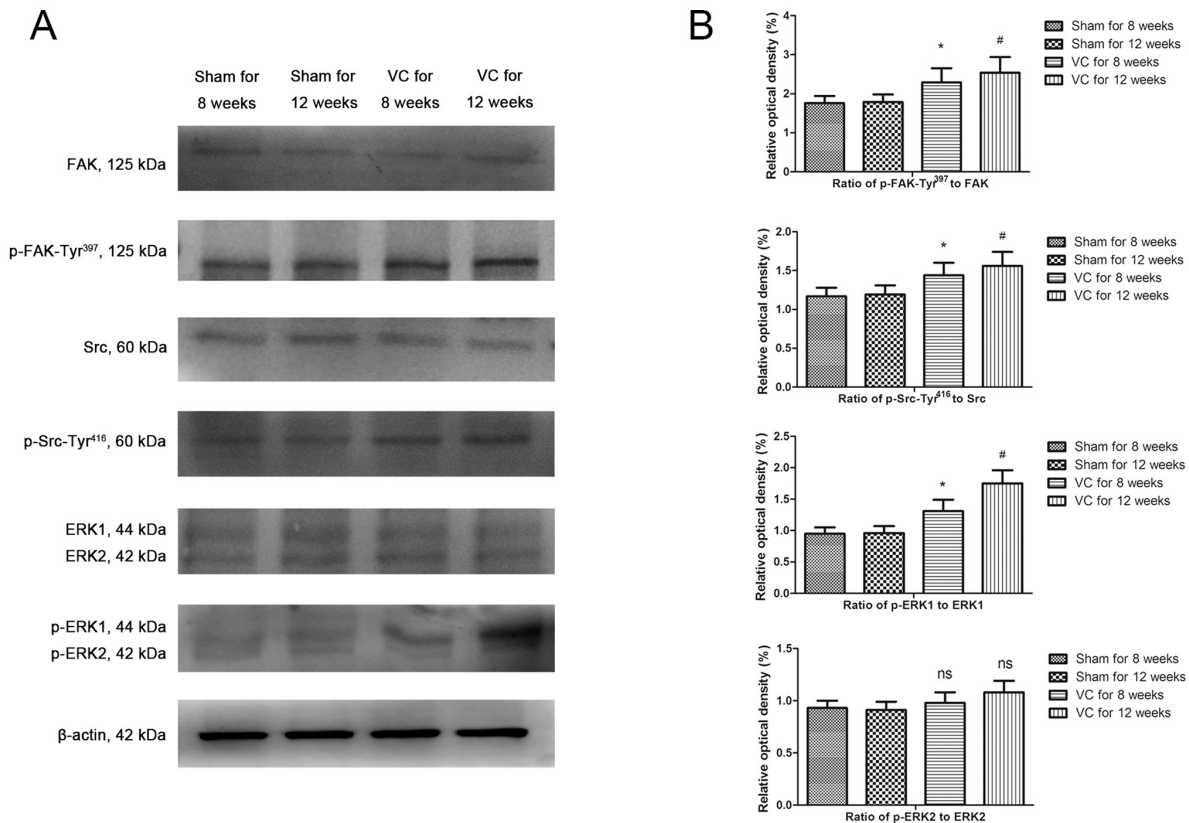 A
Sham for
8 weeks
Sham for
12 weeks
VC for
8 weeks
VC for
12 weeks
FAK, 125 kDa
p-FAK-Tyr³⁹⁷, 125 kDa
Src, 60 kDa
p-Src-Tyr⁴¹⁶, 60 kDa
ERK1, 44 kDa
ERK2, 42 kDa
p-ERK1, 44 kDa
p-ERK2, 42 kDa
β-actin, 42 kDa
B
Relative optical density (%)
4
3
2
1
0
*
#
Ratio of p-FAK-Tyr³⁹⁷ to FAK
Sham for 8 weeks
Sham for 12 weeks
VC for 8 weeks
VC for 12 weeks
Relative optical density (%)
2.0
1.5
1.0
0.5
0.0
*
#
Ratio of p-Src-Tyr⁴¹⁶ to Src
Sham for 8 weeks
Sham for 12 weeks
VC for 8 weeks
VC for 12 weeks
Relative optical density (%)
2.5
2.0
1.5
1.0
0.5
0.0
*
#
Ratio of p-ERK1 to ERK1
Sham for 8 weeks
Sham for 12 weeks
VC for 8 weeks
VC for 12 weeks
Relative optical density (%)
1.5
1.0
0.5
0.0
ns
ns
Ratio of p-ERK2 to ERK2
Sham for 8 weeks
Sham for 12 weeks
VC for 8 weeks
VC for 12 weeks